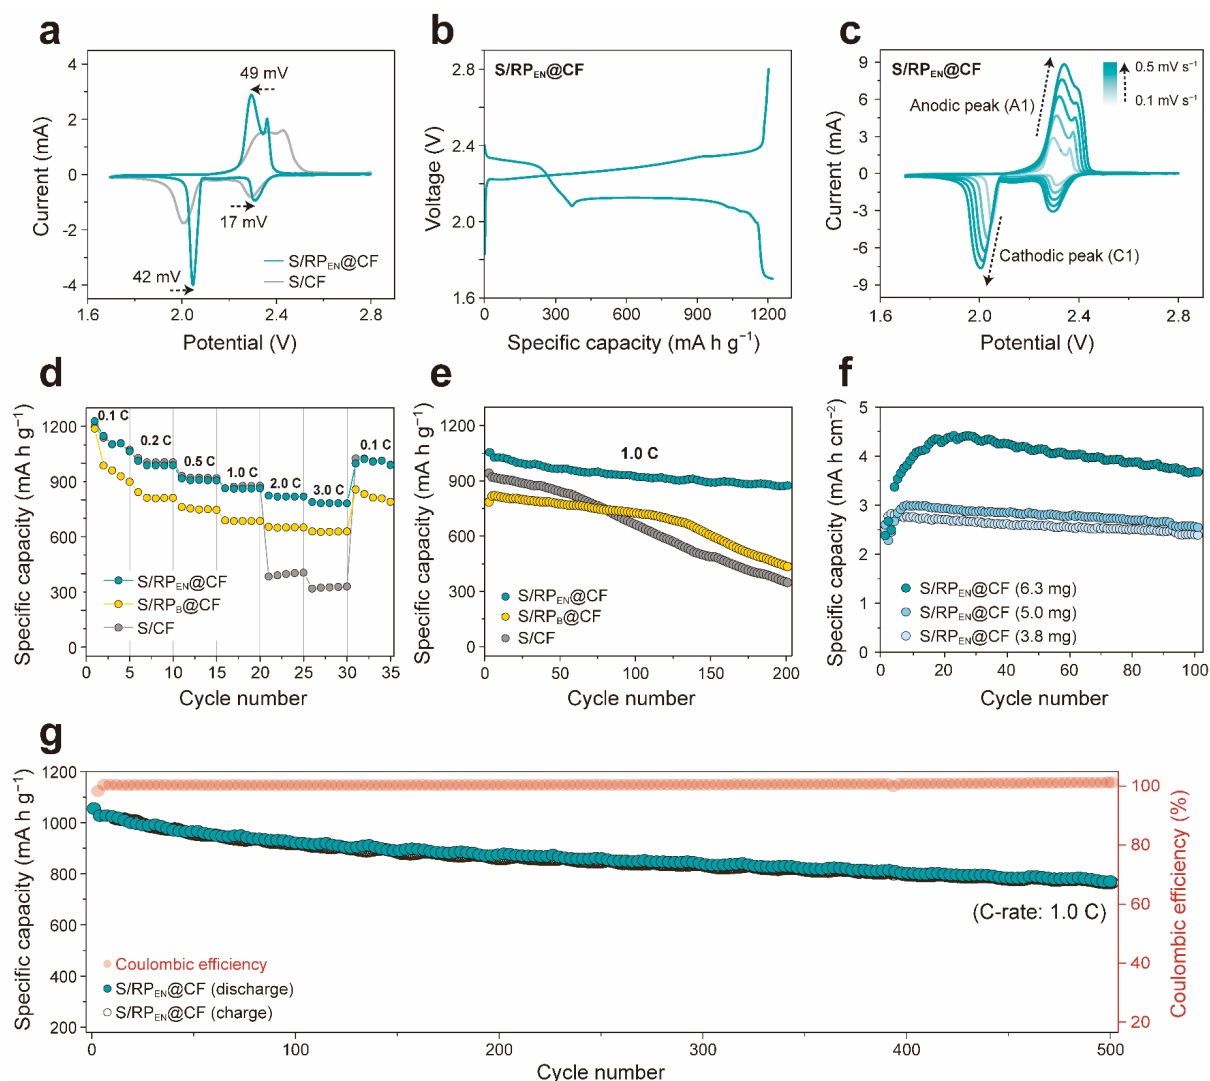 a
49 mV
17 mV
42 mV
S/RPEN@CF
S/CF
4
2
0
-2
-4
1.6
2.0
2.4
2.8
Current (mA)
Potential (V)
b
S/RPEN@CF
2.8
2.4
2.0
1.6
0
300
600
900
1200
Voltage (V)
Specific capacity (mA h g⁻¹)
c
S/RPEN@CF
0.5 mV s⁻¹
0.1 mV s⁻¹
Anodic peak (A1)
Cathodic peak (C1)
9
6
3
0
-3
-6
-9
1.6
2.0
2.4
2.8
Current (mA)
Potential (V)
d
0.1 C
0.2 C
0.5 C
1.0 C
2.0 C
3.0 C
0.1 C
S/RPEN@CF
S/RPB@CF
S/CF
1200
900
600
300
0
0
5
10
15
20
25
30
35
Specific capacity (mA h g⁻¹)
Cycle number
e
1.0 C
S/RPEN@CF
S/RPB@CF
S/CF
1200
900
600
300
0
0
50
100
150
200
Specific capacity (mA h g⁻¹)
Cycle number
f
S/RPEN@CF (6.3 mg)
S/RPEN@CF (5.0 mg)
S/RPEN@CF (3.8 mg)
5
4
3
2
1
0
0
20
40
60
80
100
Specific capacity (mA h cm⁻²)
Cycle number
g
(C-rate: 1.0 C)
Coulombic efficiency
S/RPEN@CF (discharge)
S/RPEN@CF (charge)
1200
1000
800
600
400
1000
200
100
80
60
40
20
0
100
200
300
400
500
Specific capacity (mA h g⁻¹)
Coulombic efficiency (%)
Cycle number